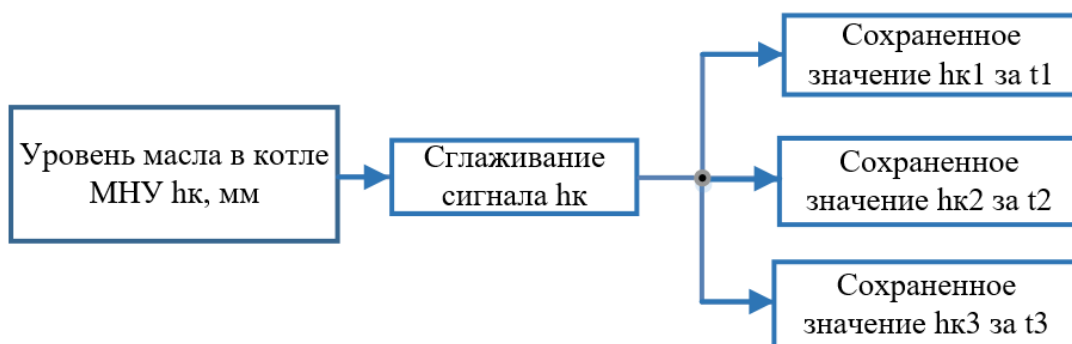 Уровень масла в котле
МНУ hк, мм
Сглаживание
сигнала hк
Сохраненное
значение hк1 за t1
Сохраненное
значение hк2 за t2
Сохраненное
значение hк3 за t3